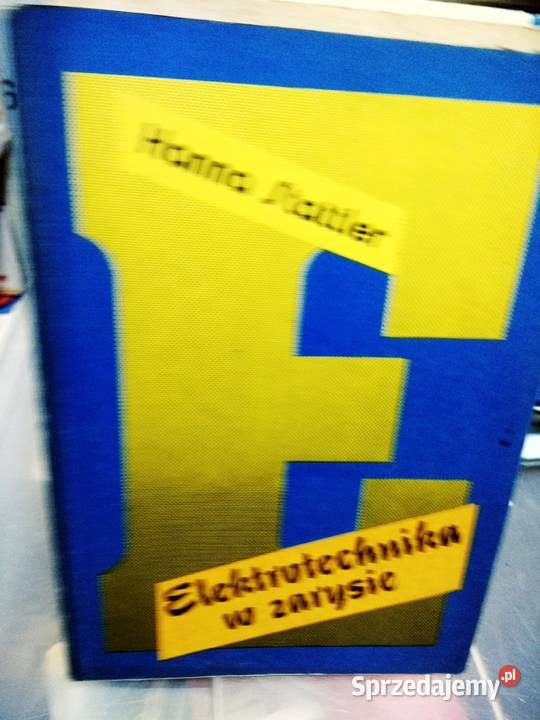 Hanna Stattler
Elektrotechnika
w zarysie
Sprzedajemy.pl